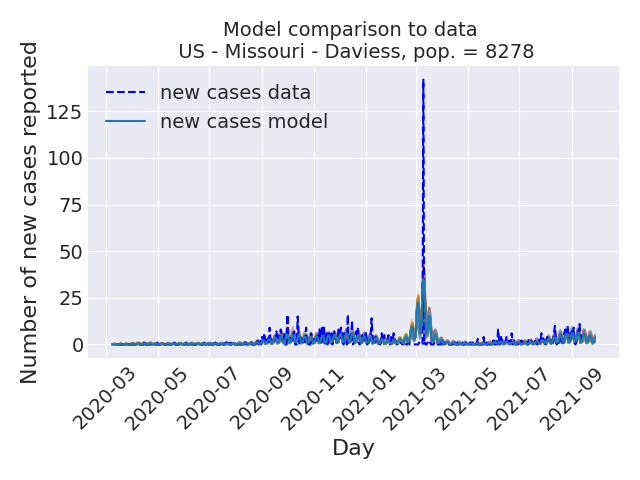 Model comparison to data
US - Missouri - Daviess, pop. = 8278
Number of new cases reported
new cases data
new cases model
125
100
75
50
25
0
2020-03
2020-05
2020-07
2020-09
2020-11
2021-01
2021-03
2021-05
2021-07
2021-09
Day